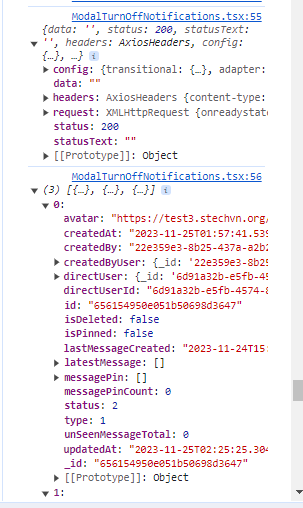 ModalTurnOffNotifications.tsx:55
{data: '', status: 200, statusText
: '', headers: AxiosHeaders, config:
{…}, …}
config: {transitional: {…}, adapter:
data: ""
headers: AxiosHeaders {content-type:
request: XMLHttpRequest {onreadystat
status: 200
statusText: ""
[[Prototype]]: Object
ModalTurnOffNotifications.tsx:56
(3) [{…}, {…}, {…}]
0:
avatar: "https://test3.stechvn.org/
createdAt: "2023-11-25T01:57:41.539
createdBy: "22e359e3-8b25-437a-a2b2
createdByUser: {_id: '22e359e3-8b25
directUser: {_id: '6d91a32b-e5fb-45
directUserId: "6d91a32b-e5fb-4574-8
id: "656154950e051b50698d3647"
isDeleted: false
isPinned: false
lastMessageCreated: "2023-11-24T15:
latestMessage: []
messagePin: []
messagePinCount: 0
status: 2
type: 1
unSeenMessageTotal: 0
updatedAt: "2023-11-25T02:25:25.304
_id: "656154950e051b50698d3647"
[[Prototype]]: Object
1: